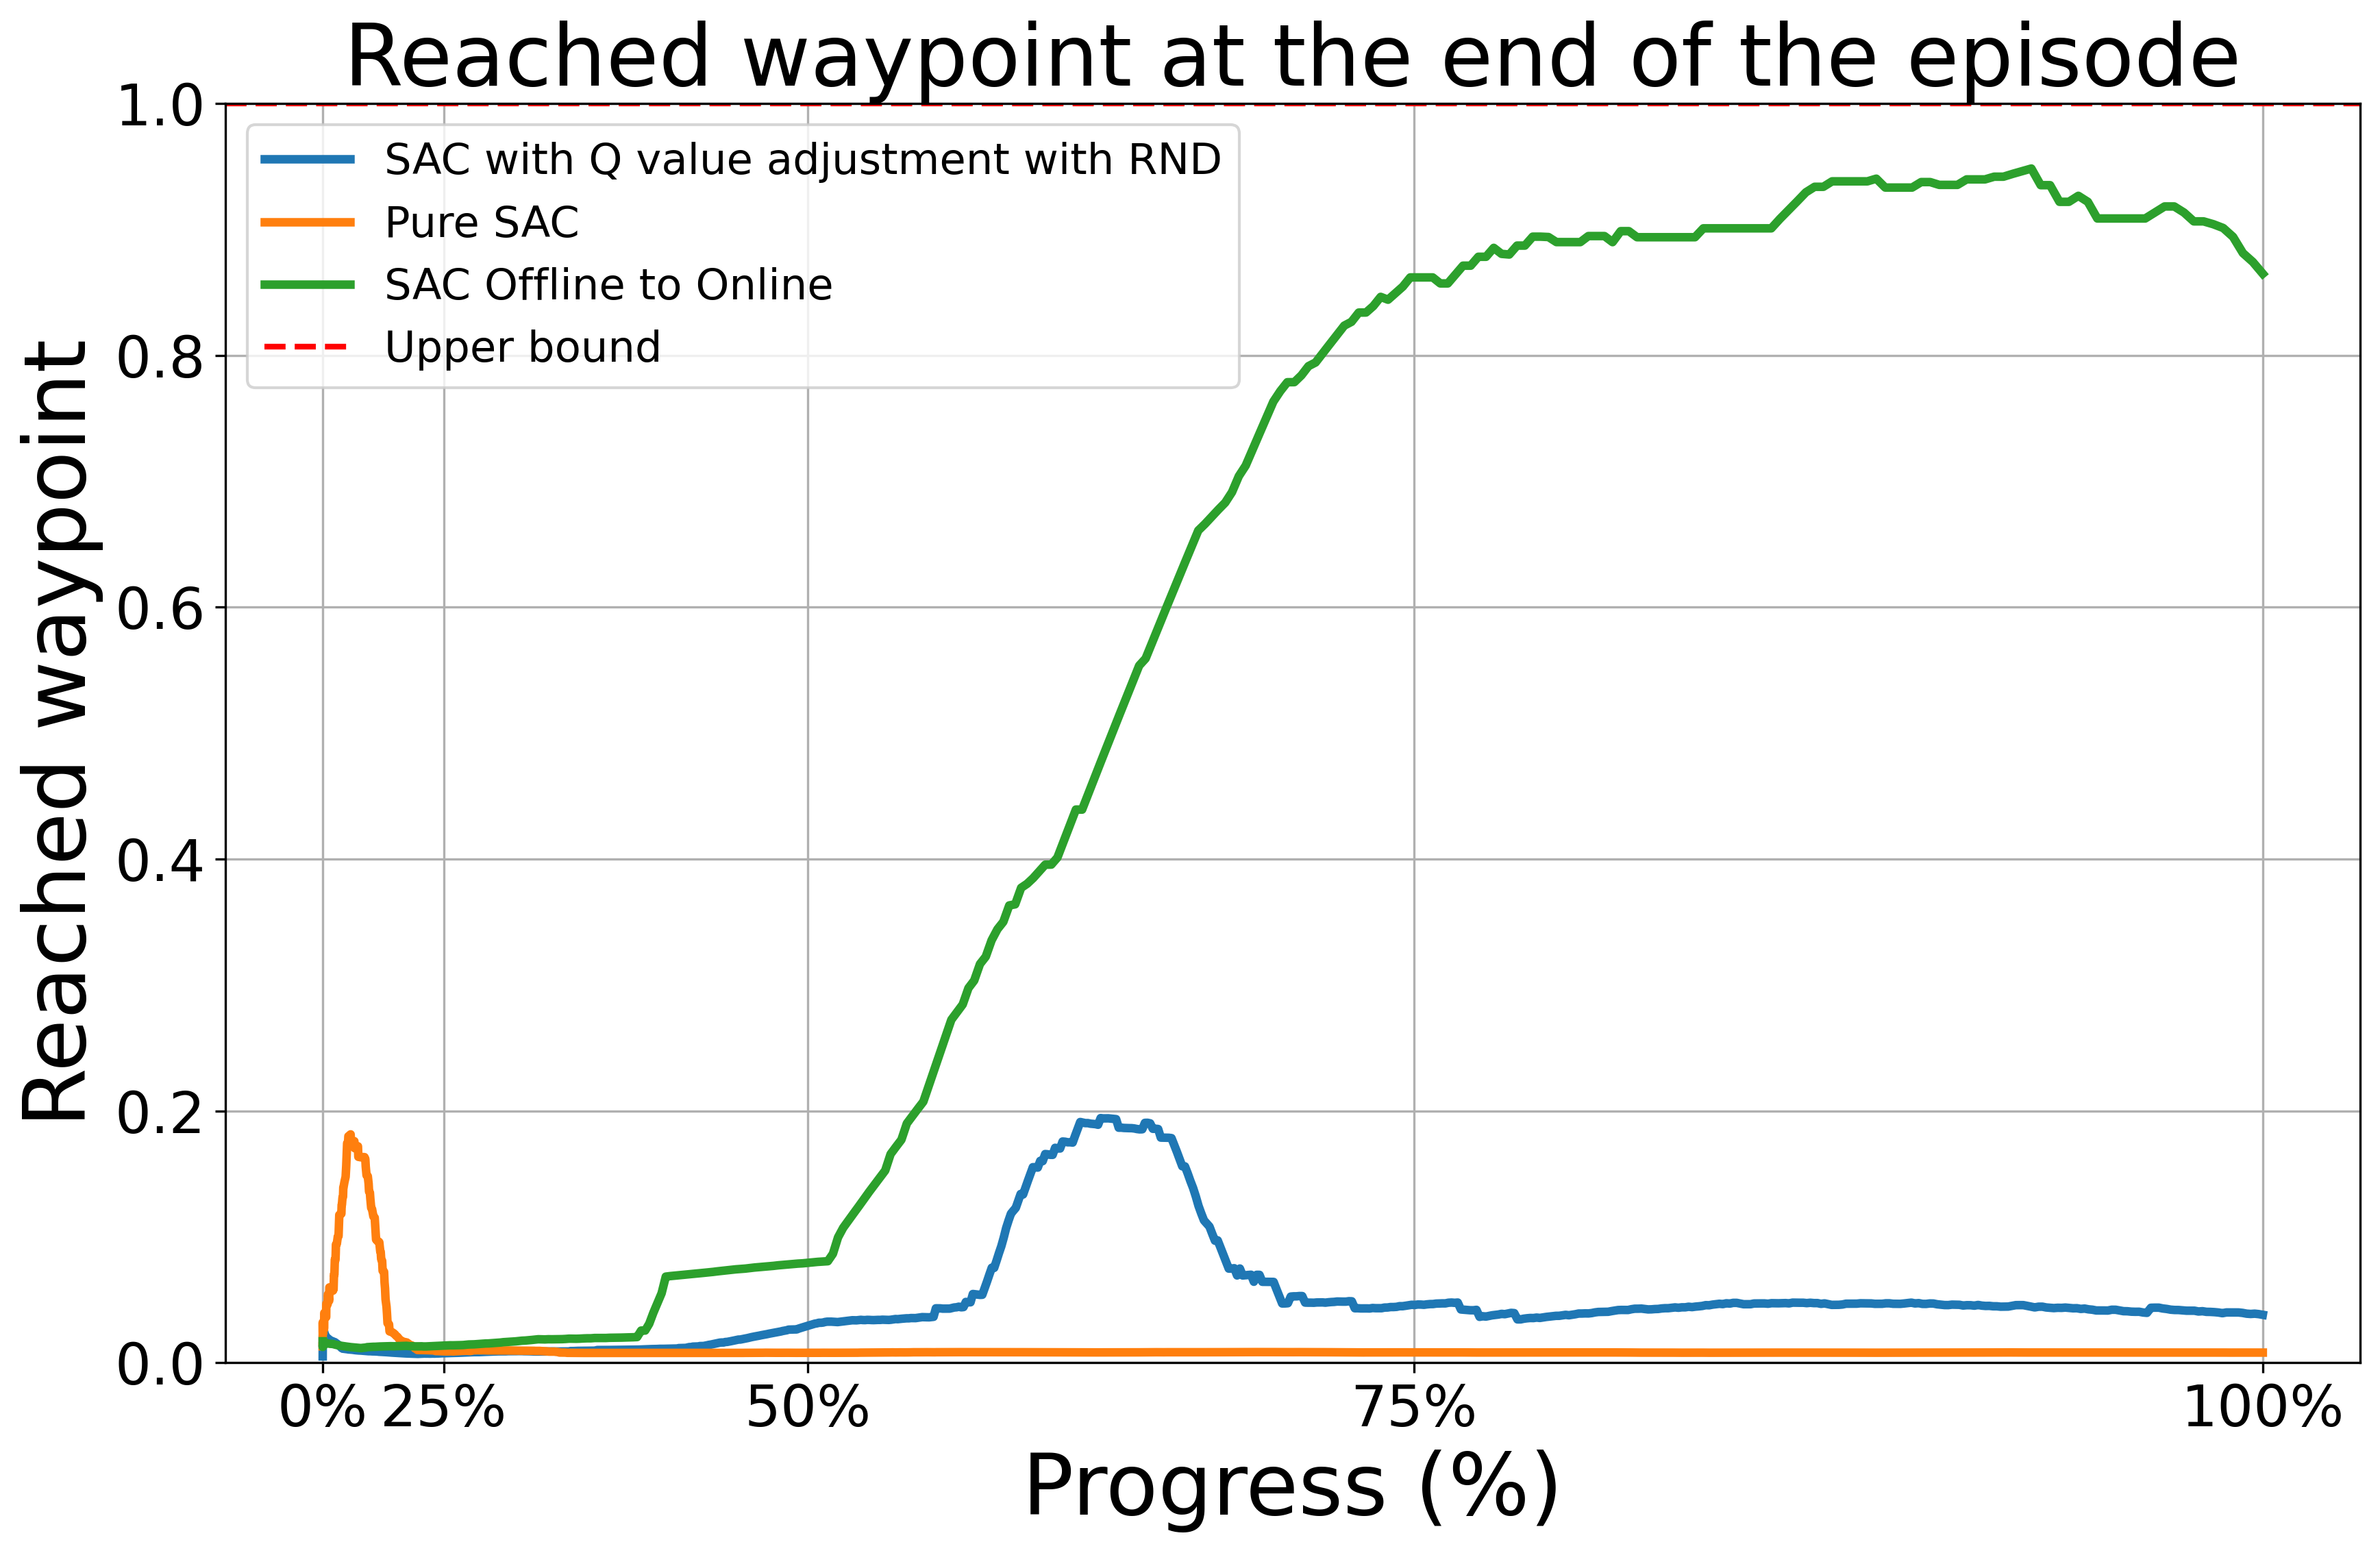 Reached waypoint at the end of the episode
1.0
0.8
0.6
0.4
0.2
0.0
Reached waypoint
SAC with Q value adjustment with RND
Pure SAC
SAC Offline to Online
Upper bound
0% 25% 50% 75% 100%
Progress (%)